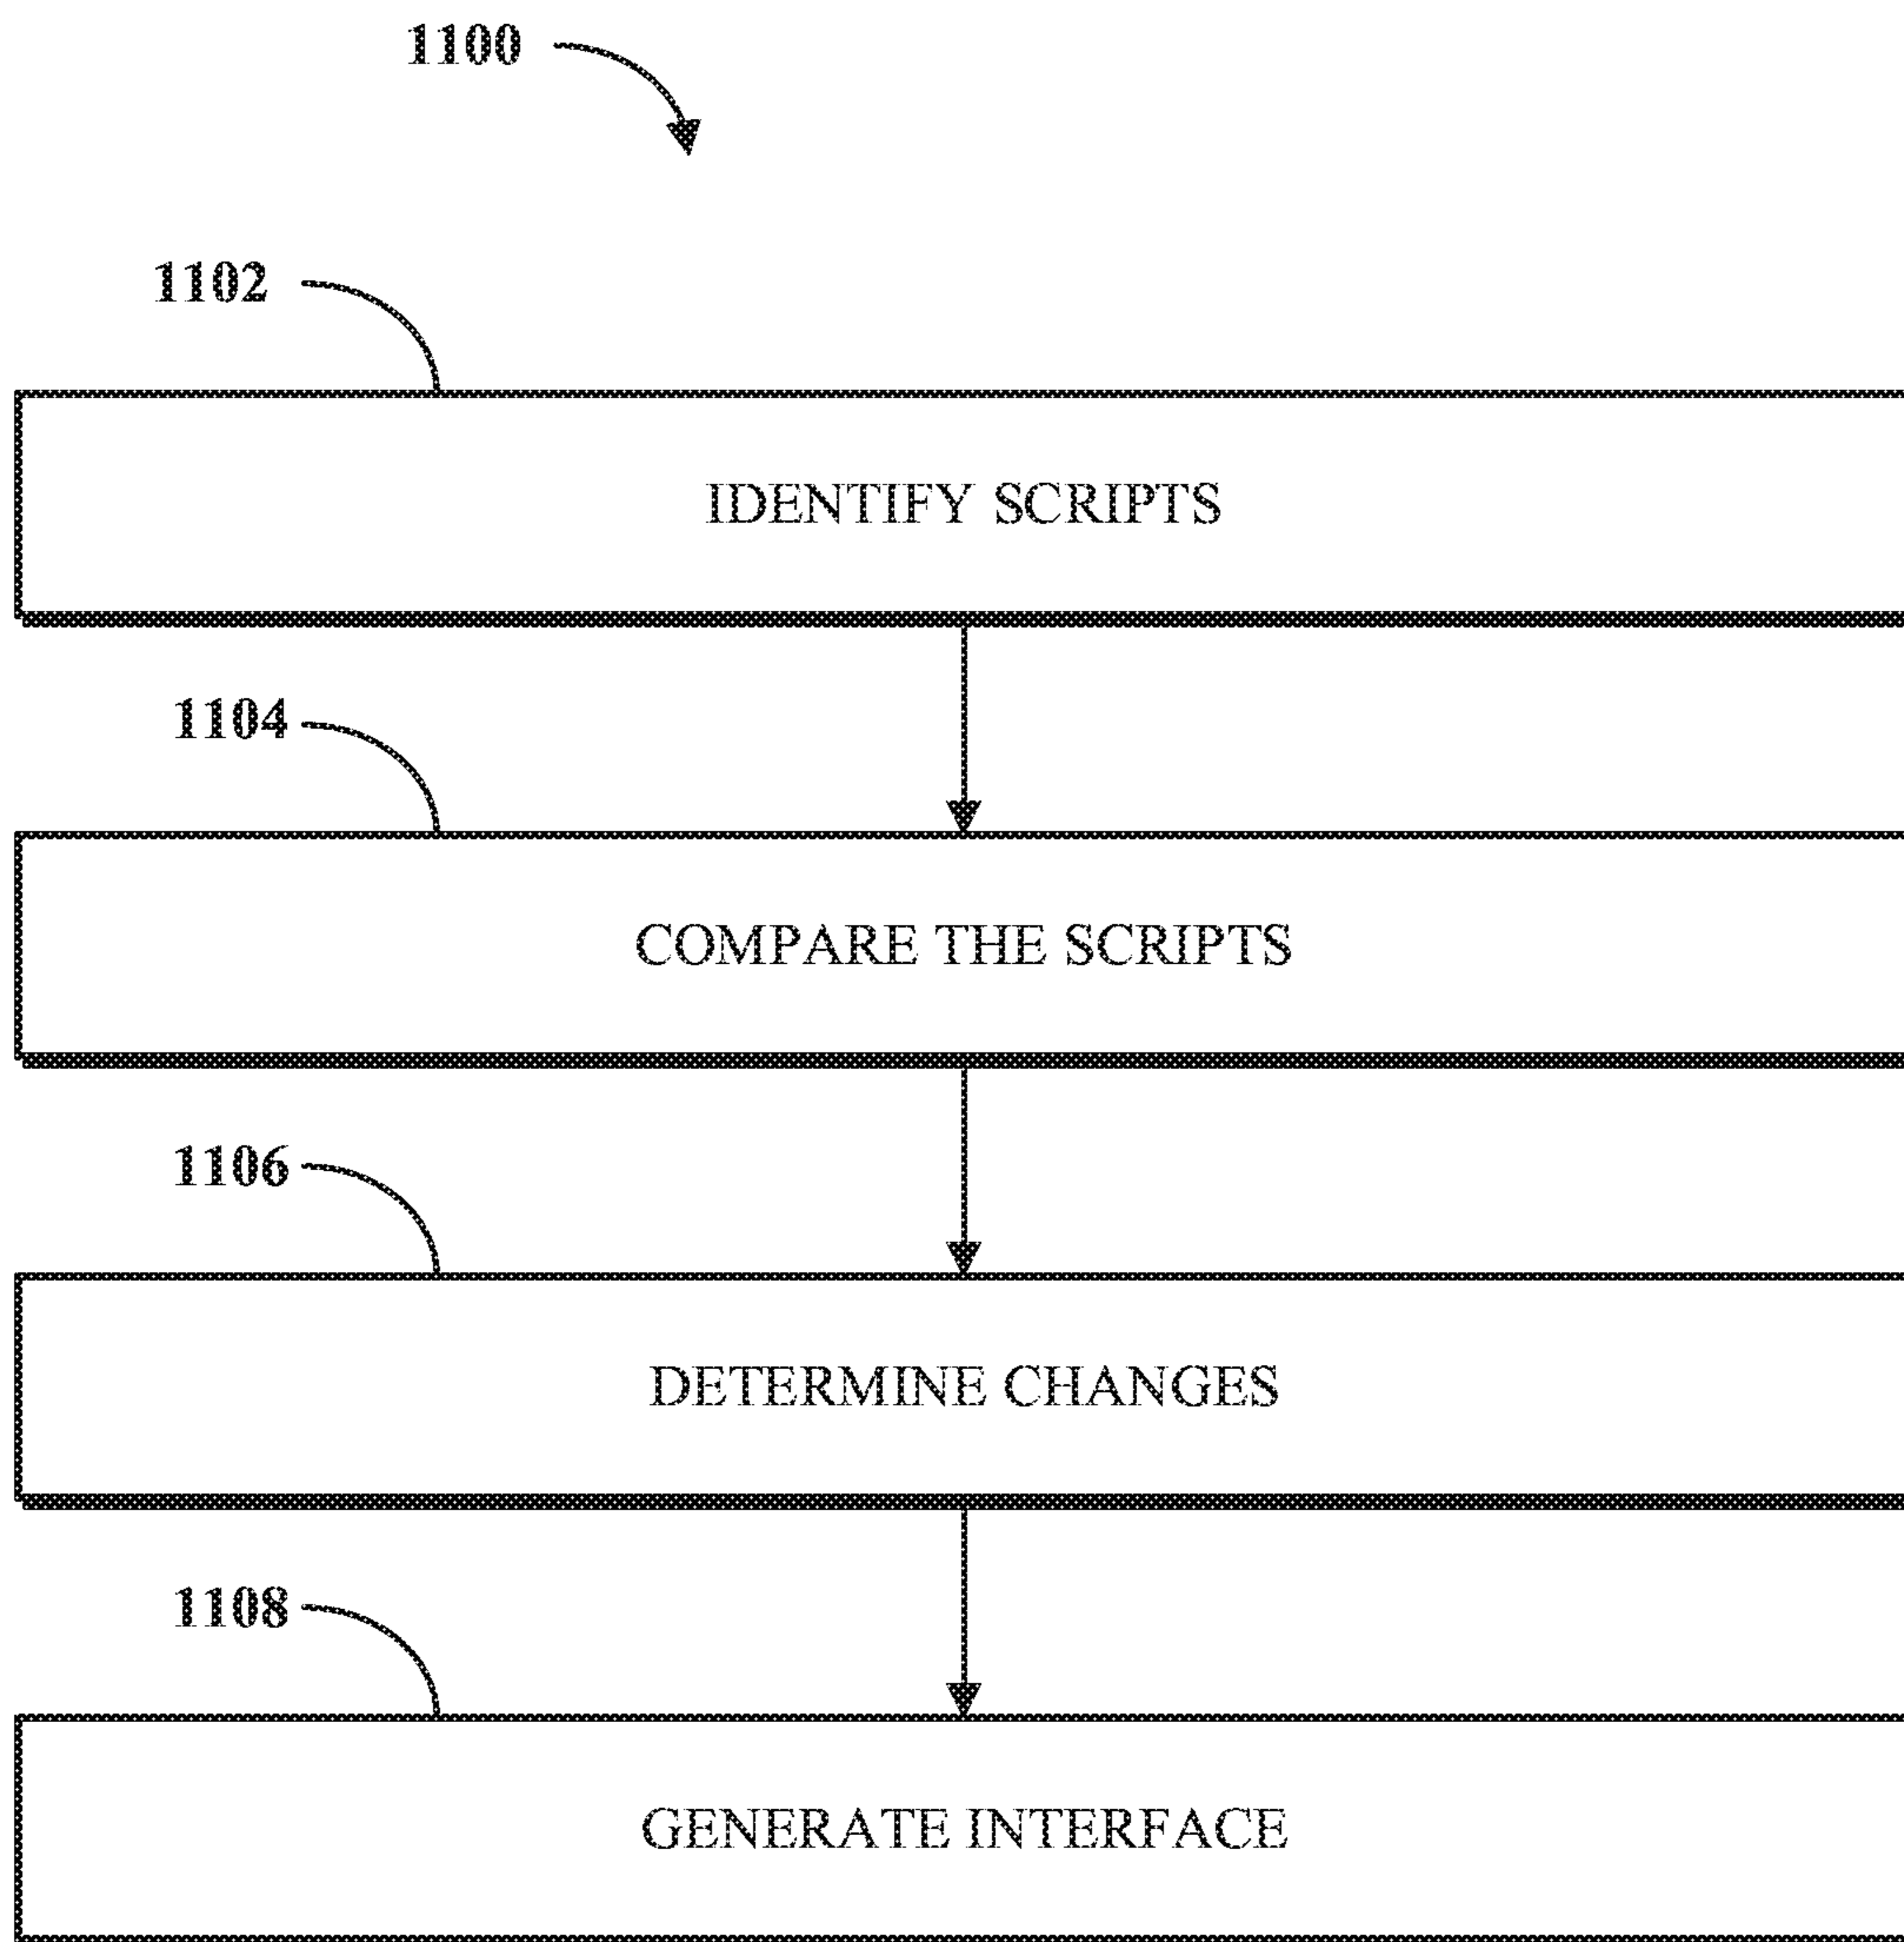 1100
1102
IDENTIFY SCRIPTS
1104
COMPARE THE SCRIPTS
1106
DETERMINE CHANGES
1108
GENERATE INTERFACE